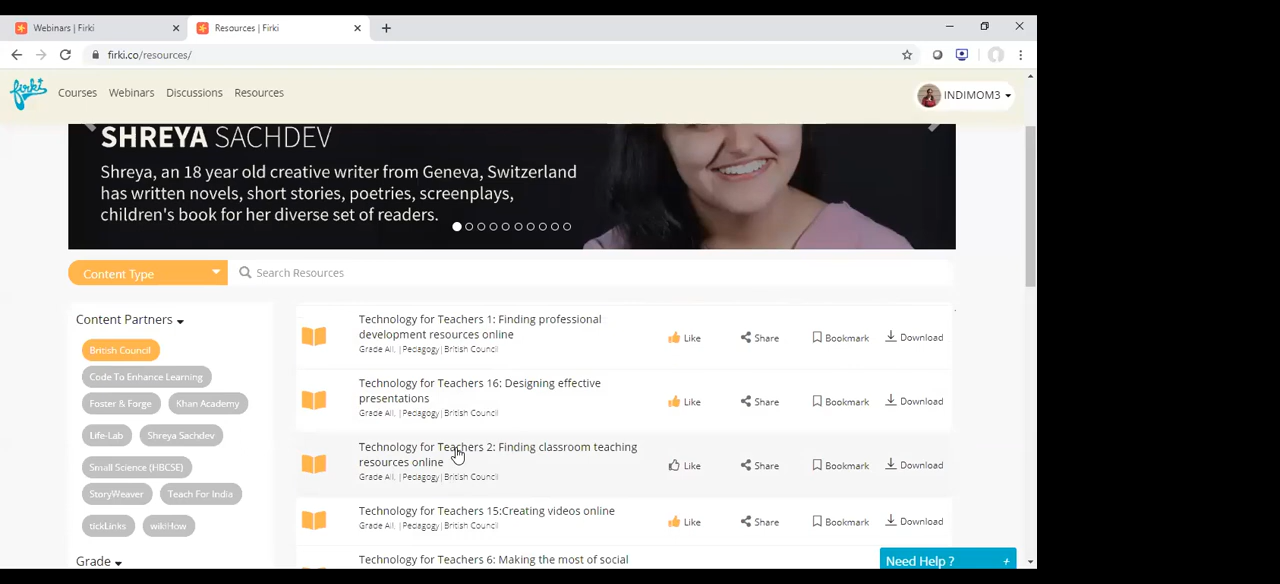 Webinars | Firki
Resources | Firki
firki.co/resources/
firki
Courses
Webinars
Discussions
Resources
INDIMOM3
SHREYA SACHDEV
Shreya, an 18 year old creative writer from Geneva, Switzerland
has written novels, short stories, poetries, screenplays,
children's book for her diverse set of readers.
Content Type
Search Resources
Content Partners
British Council
Code To Enhance Learning
Foster & Forge
Khan Academy
Life-Lab
Shreya Sachdev
Small Science (HBCSE)
StoryWeaver
Teach For India
tickLinks
wikiHow
Grade
Technology for Teachers 1: Finding professional
development resources online
Grade All, |Pedagogy|British Council
Like
Share
Bookmark
Download
Technology for Teachers 16: Designing effective
presentations
Grade All, |Pedagogy|British Council
Like
Share
Bookmark
Download
Technology for Teachers 2: Finding classroom teaching
resources online
Grade All, |Pedagogy|British Council
Like
Share
Bookmark
Download
Technology for Teachers 15:Creating videos online
Grade All, |Pedagogy|British Council
Like
Share
Bookmark
Download
Technology for Teachers 6: Making the most of social
Need Help ? +